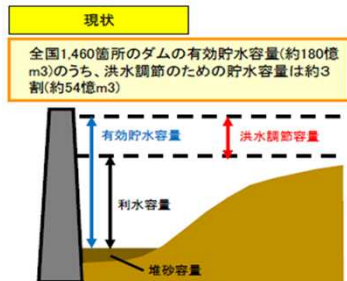 現状
全国1,460箇所のダムの有効貯水容量(約180億
m3)のうち、洪水調節のための貯水容量は約3
割(約54億m3)
有効貯水容量
洪水調節容量
利水容量
堆砂容量